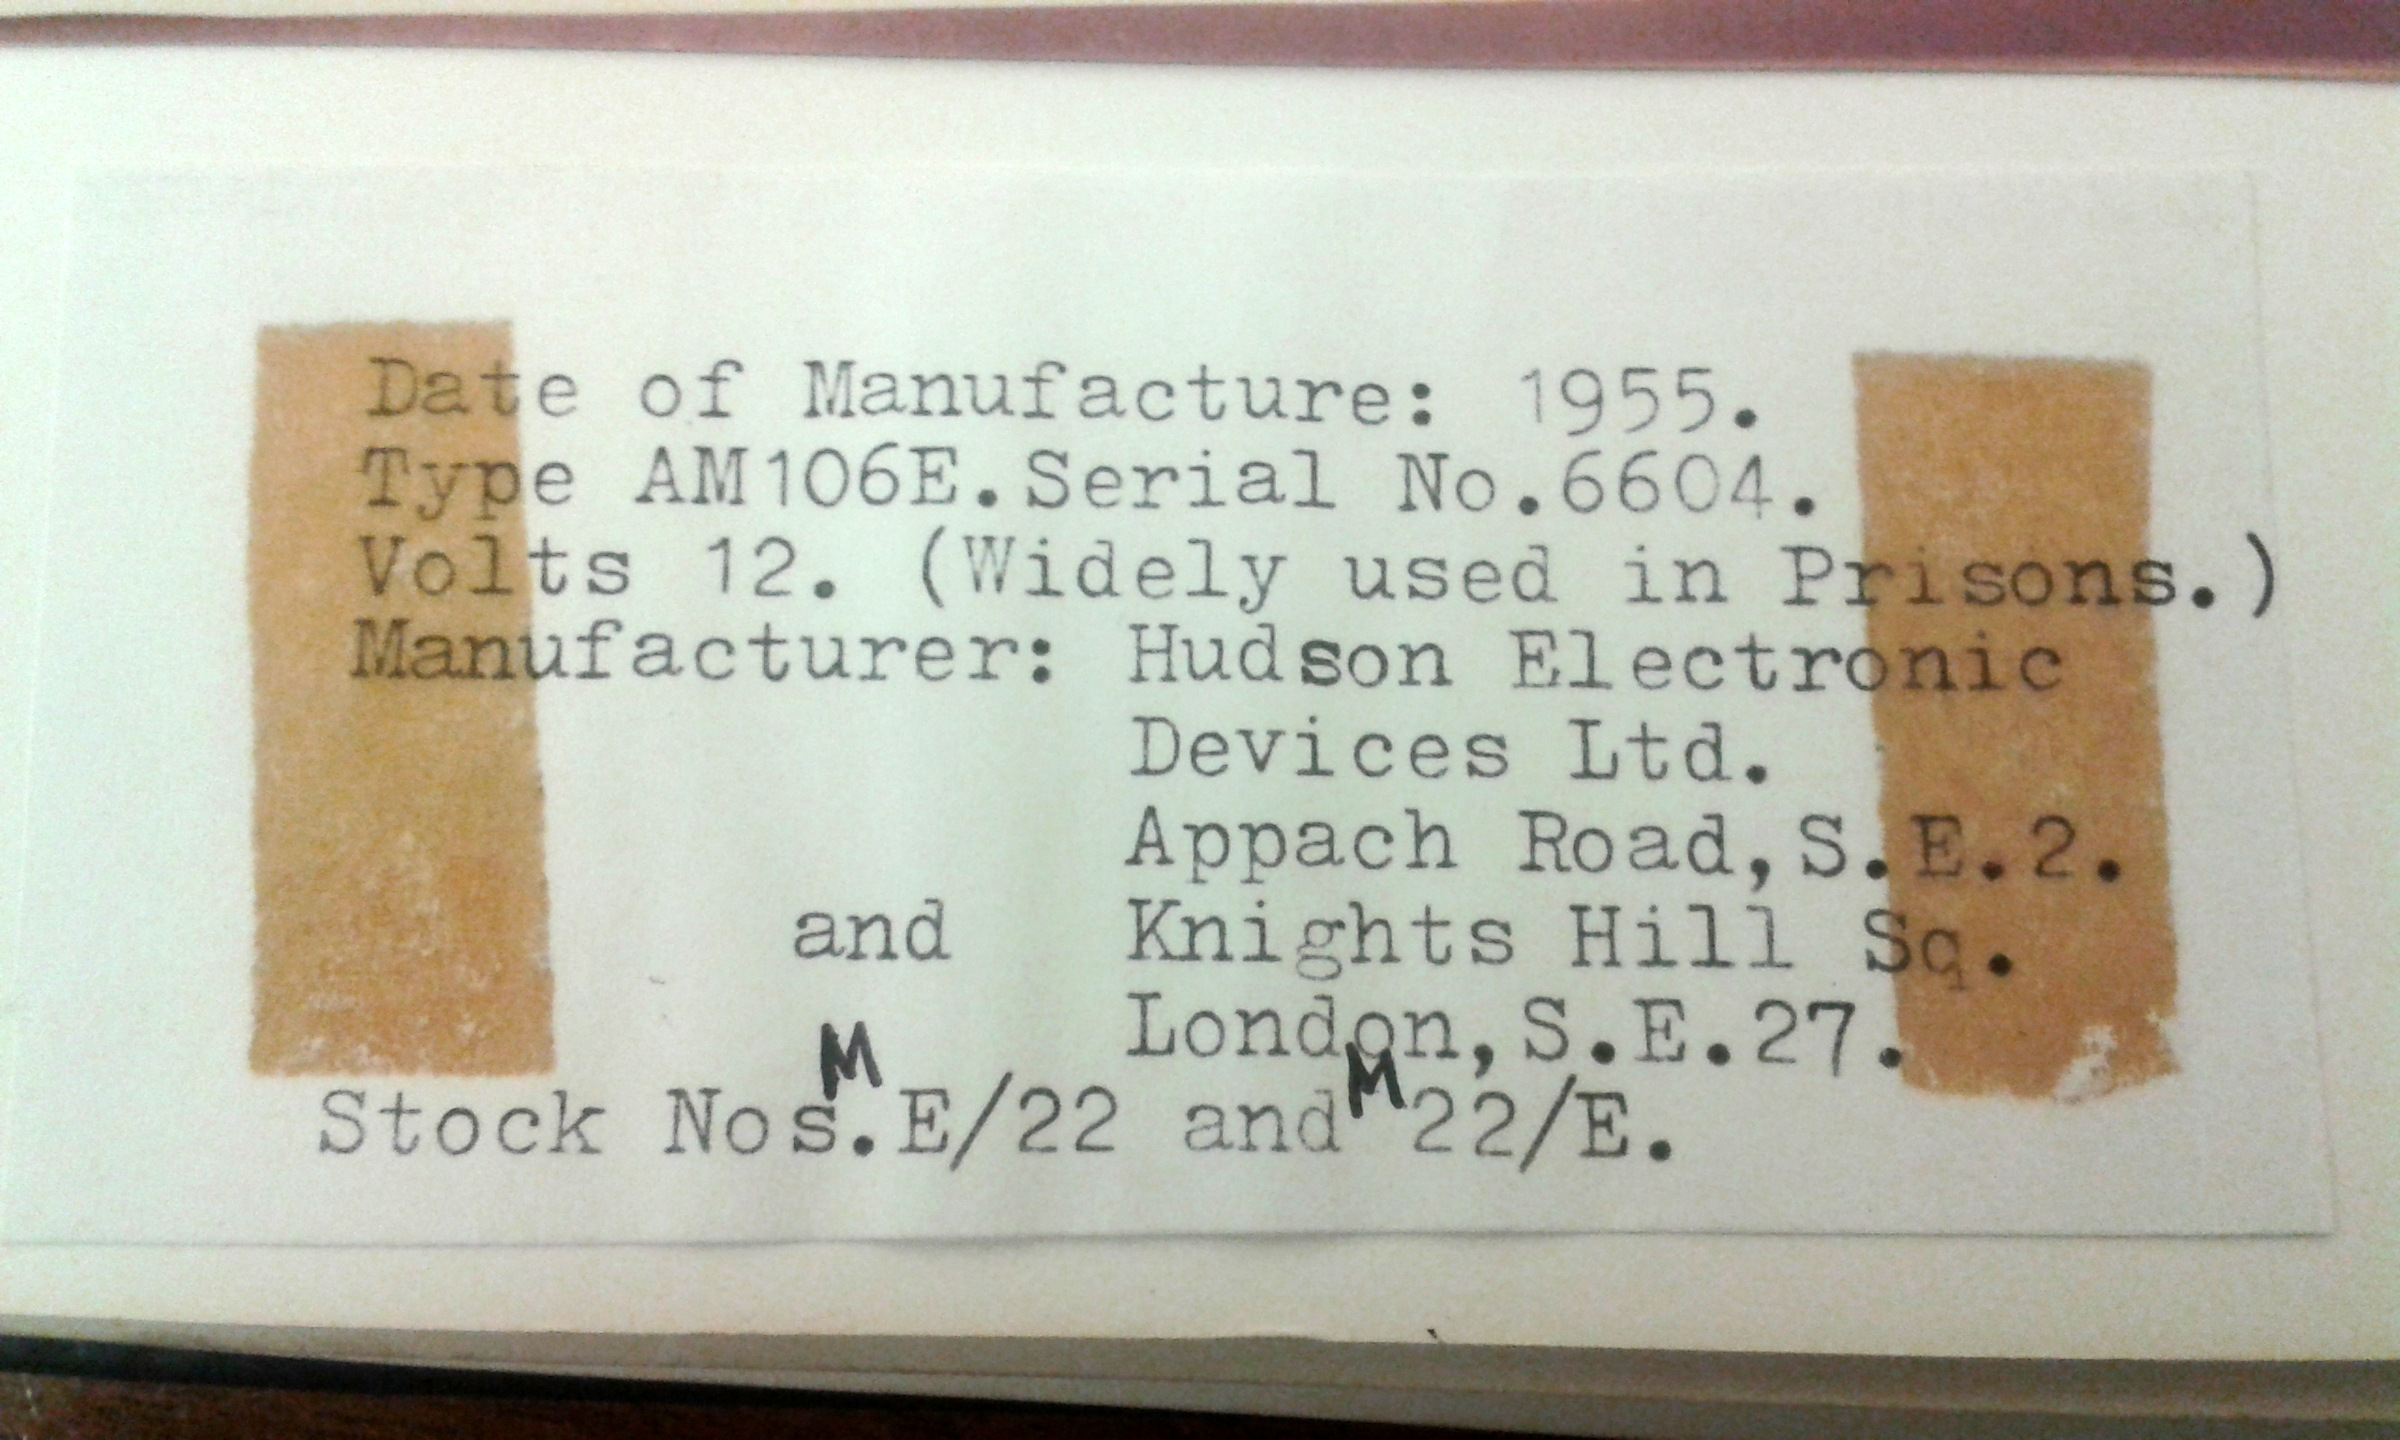 Date of Manufacture: 1955.
Type AM106E.Serial No.6604.
Volts 12. (Widely used in Prisons.)
Manufacturer: Hudson Electronic
Devices Ltd.
Appach Road,S.E.2.
and Knights Hill Sq.
London,S.E.27.
M M
Stock Nos.E/22 and 22/E.